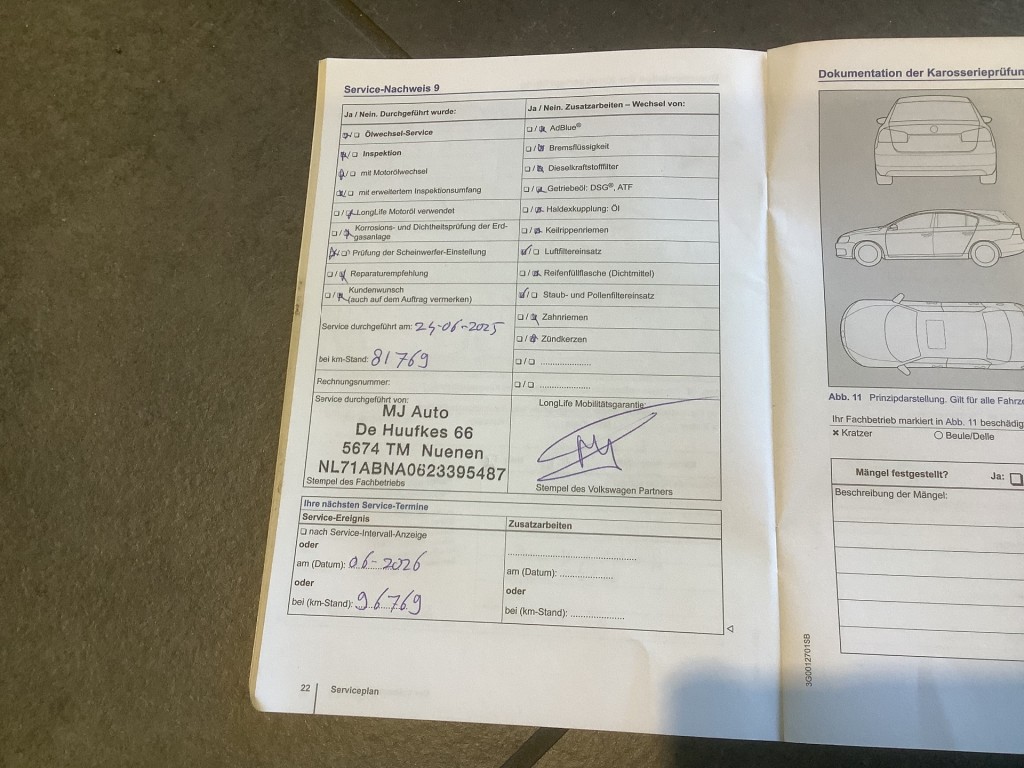 Service-Nachweis 9
Ja / Nein. Durchgeführt wurde:
Ölwechsel-Service
Inspektion
mit Motorölwechsel
mit erweitertem Inspektionsumfang
LongLife Motoröl verwendet
Korrosions- und Dichtheitsprüfung der Erd-
gasanlage
Prüfung der Scheinwerfer-Einstellung
Reparaturempfehlung
Kundenwunsch
(auch auf dem Auftrag vermerken)
Service durchgeführt am: 24-06-2025
bei km-Stand: 81769
Rechnungsnummer:
Service durchgeführt von:
MJ Auto
De Huufkes 66
5674 TM Nuenen
NL71ABNA0623395487
Stempel des Fachbetriebs
Ja / Nein. Zusatzarbeiten – Wechsel von:
AdBlue®
Bremsflüssigkeit
Dieselkraftstofffilter
Getriebeöl: DSG®, ATF
Haldexkupplung: Öl
Keilrippenriemen
Luftfiltereinsatz
Reifenfüllflasche (Dichtmittel)
Staub- und Pollenfiltereinsatz
Zahnriemen
Zündkerzen
LongLife Mobilitätsgarantie:
Stempel des Volkswagen Partners
Ihre nächsten Service-Termine
Service-Ereignis
nach Service-Intervall-Anzeige
oder
am (Datum): 06-2026
oder
bei (km-Stand): 96769
Zusatzarbeiten
am (Datum):
oder
bei (km-Stand):
22 Serviceplan
Dokumentation der Karosserieprüfun
Abb. 11 Prinzipdarstellung. Gilt für alle Fahrze
Ihr Fachbetrieb markiert in Abb. 11 beschädig
Kratzer
Beule/Delle
Mängel festgestellt? Ja:
Beschreibung der Mängel:
3G0012701SB